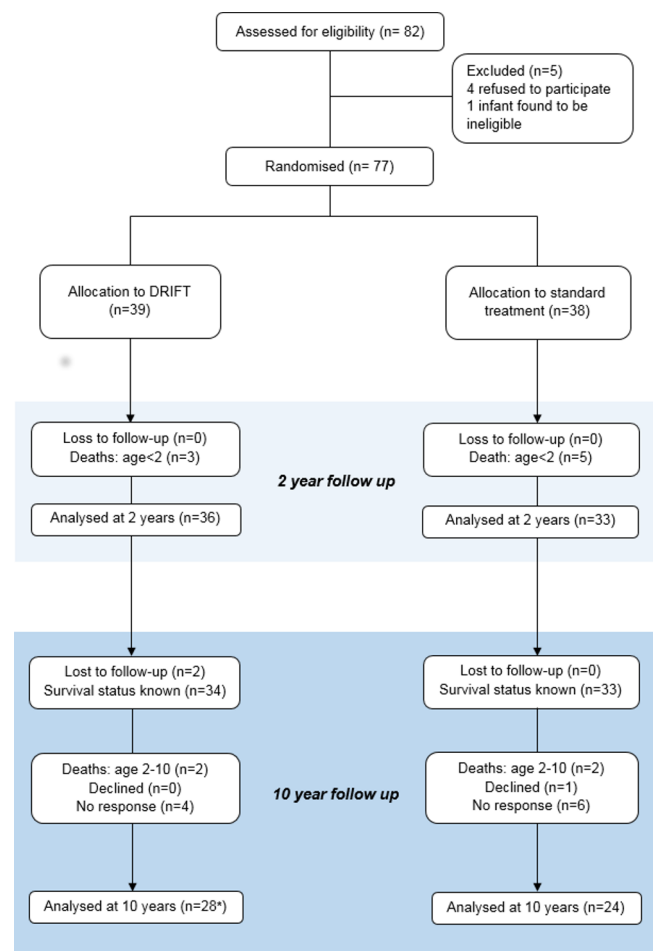 Assessed for eligibility (n= 82)
Excluded (n=5)
4 refused to participate
1 infant found to be
ineligible
Randomised (n= 77)
Allocation to DRIFT
(n=39)
Allocation to standard
treatment (n=38)
Loss to follow-up (n=0)
Deaths: age<2 (n=3)
Loss to follow-up (n=0)
Death: age<2 (n=5)
2 year follow up
Analysed at 2 years (n=36)
Analysed at 2 years (n=33)
Lost to follow-up (n=2)
Survival status known (n=34)
Lost to follow-up (n=0)
Survival status known (n=33)
Deaths: age 2-10 (n=2)
Declined (n=0)
No response (n=4)
Deaths: age 2-10 (n=2)
Declined (n=1)
No response (n=6)
10 year follow up
Analysed at 10 years (n=28*)
Analysed at 10 years (n=24)